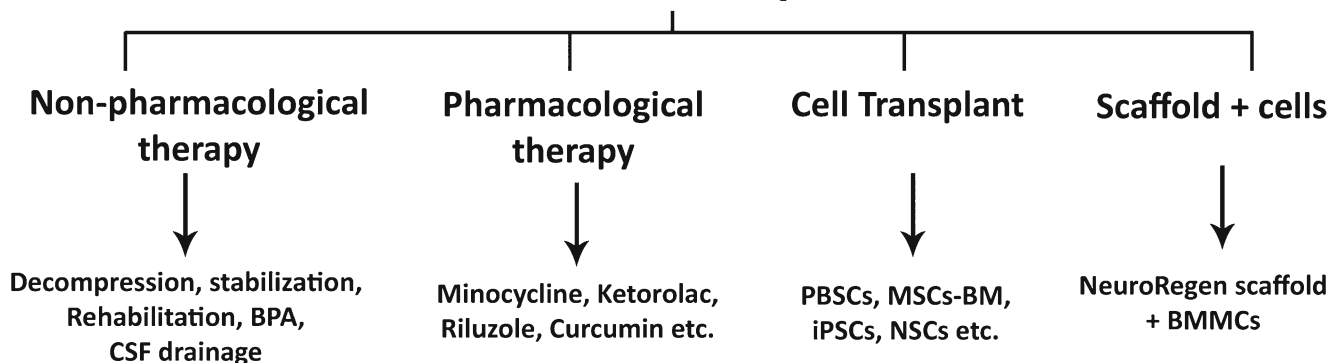 Non-pharmacological
therapy
Pharmacological
therapy
Cell Transplant
Scaffold + cells
Decompression, stabilization,
Rehabilitation, BPA,
CSF drainage
Minocycline, Ketorolac,
Riluzole, Curcumin etc.
PBSCs, MSCs-BM,
iPSCs, NSCs etc.
NeuroRegen scaffold
+ BMMCs